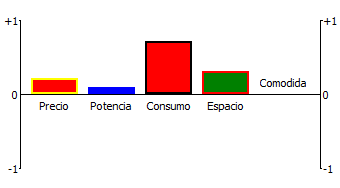 +1 +1
Comodida
0 0
Precio Potencia Consumo Espacio
-1 -1